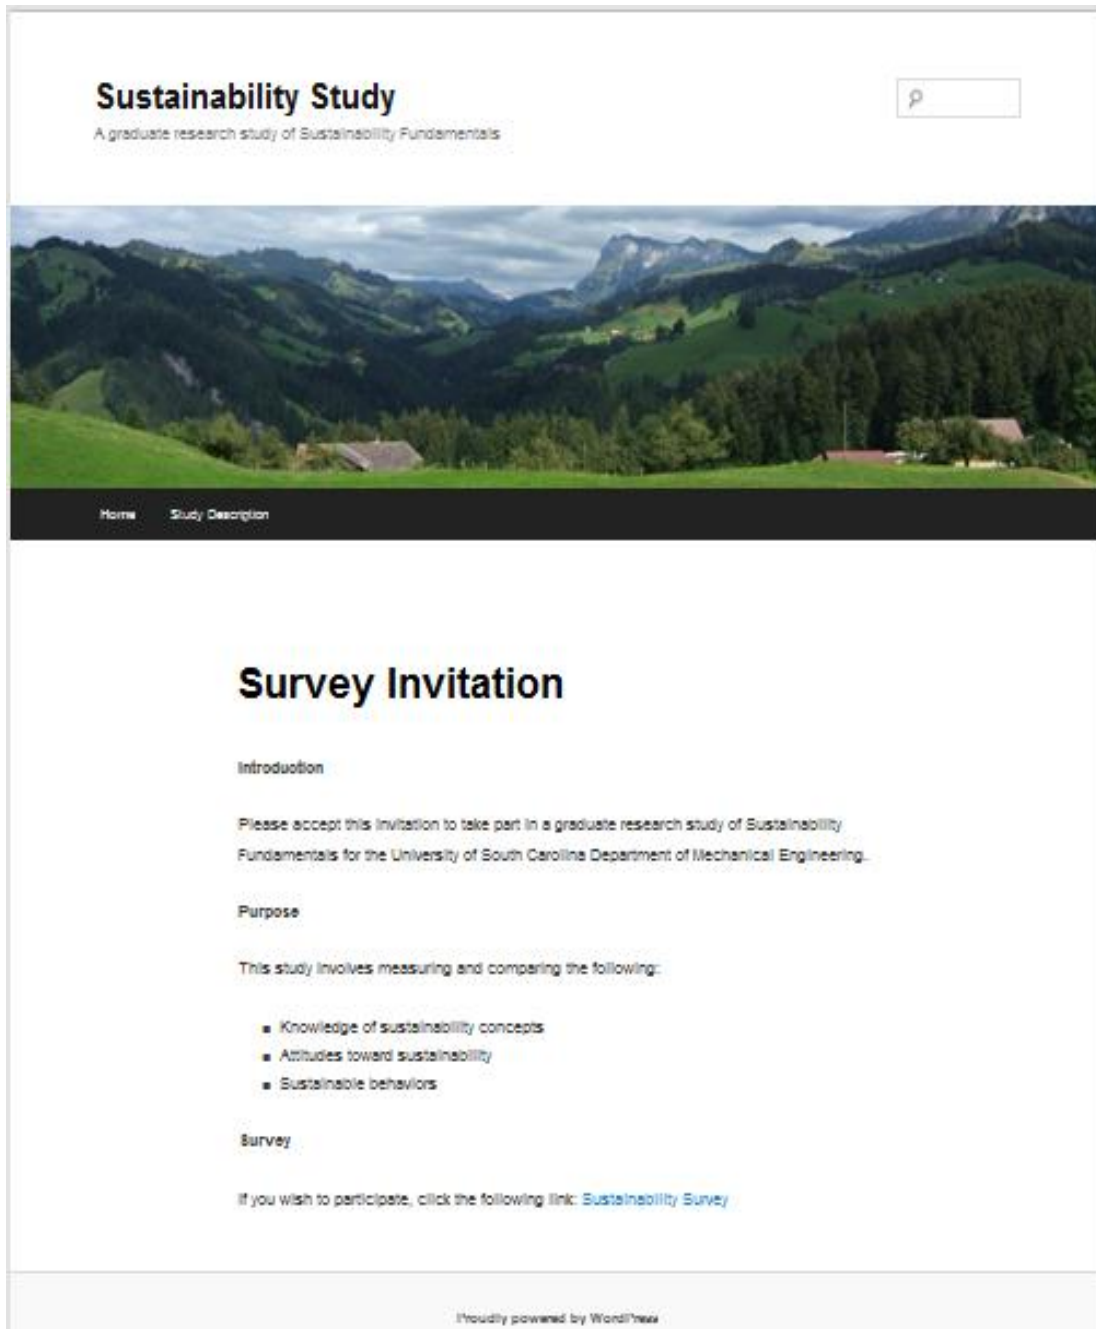 Sustainability Study
A graduate research study of Sustainability Fundamentals
Home Study Description
Survey Invitation
Introduction
Please accept this invitation to take part in a graduate research study of Sustainability
Fundamentals for the University of South Carolina Department of Mechanical Engineering.
Purpose
This study involves measuring and comparing the following:
Knowledge of sustainability concepts
Attitudes toward sustainability
Sustainable behaviors
Survey
If you wish to participate, click the following link: Sustainability Survey
Proudly powered by WordPress